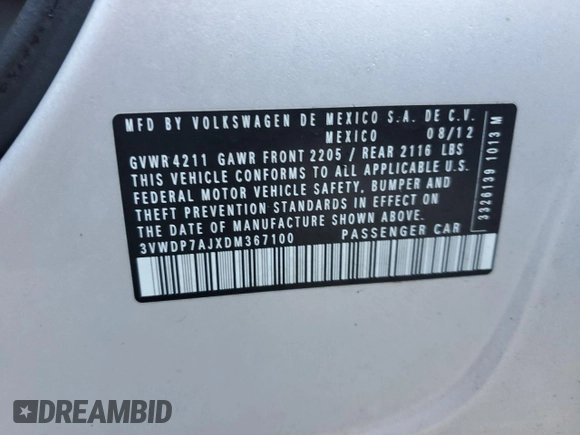 MFD BY VOLKSWAGEN DE MEXICO S.A. DE C.V.
MEXICO 08/12
GVWR 4211 GAWR FRONT 2205 / REAR 2116 LBS
THIS VEHICLE CONFORMS TO ALL APPLICABLE U.S.
FEDERAL MOTOR VEHICLE SAFETY, BUMPER AND
THEFT PREVENTION STANDARDS IN EFFECT ON
THE DATE OF MANUFACTURE SHOWN ABOVE.
3VWDP7AJXDM367100 PASSENGER CAR
3326139 1013 M
DREAMBID